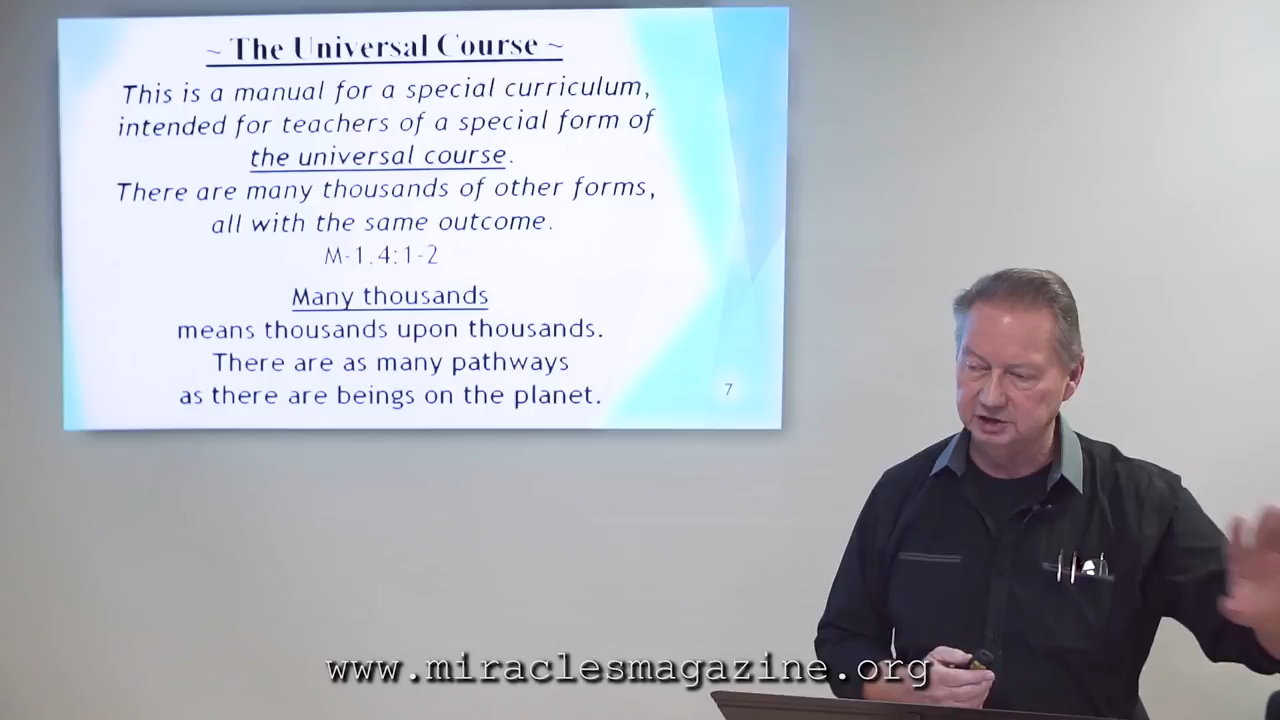 ~ The Universal Course ~
This is a manual for a special curriculum,
intended for teachers of a special form of
the universal course.
There are many thousands of other forms,
all with the same outcome.
M-1.4:1-2
Many thousands
means thousands upon thousands.
There are as many pathways
as there are beings on the planet.
7
www.miraclesmagazine.org